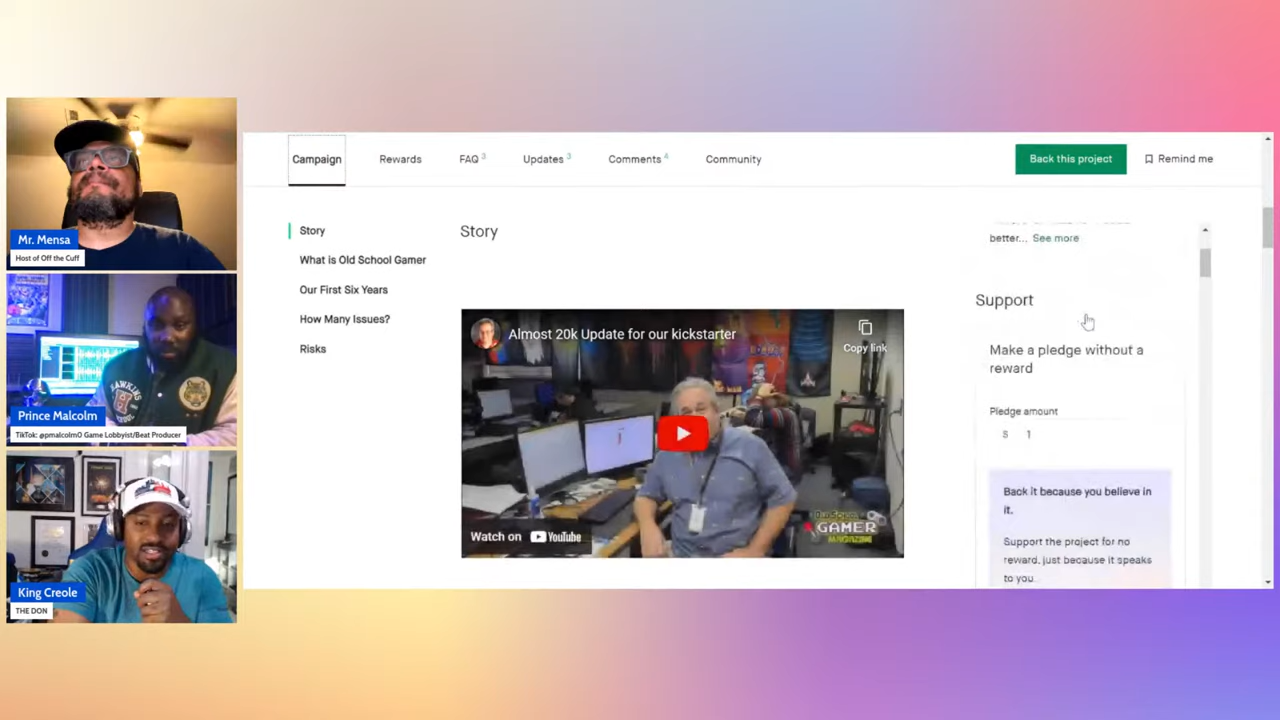 Mr. Mensa
Host of Off the Cuff
Prince Malcolm
TikTok: @pmalcolm0 Game Lobbyist/Beat Producer
King Creole
THE DON
Campaign
Rewards
FAQ 3
Updates 3
Comments 4
Community
Back this project
Remind me
Story
What is Old School Gamer
Our First Six Years
How Many Issues?
Risks
Story
Almost 20k Update for our kickstarter
Copy link
Watch on YouTube
GAMER
MAGAZINE
better... See more
Support
Make a pledge without a
reward
Pledge amount
$ 1
Back it because you believe in
it.
Support the project for no
reward, just because it speaks
to you.